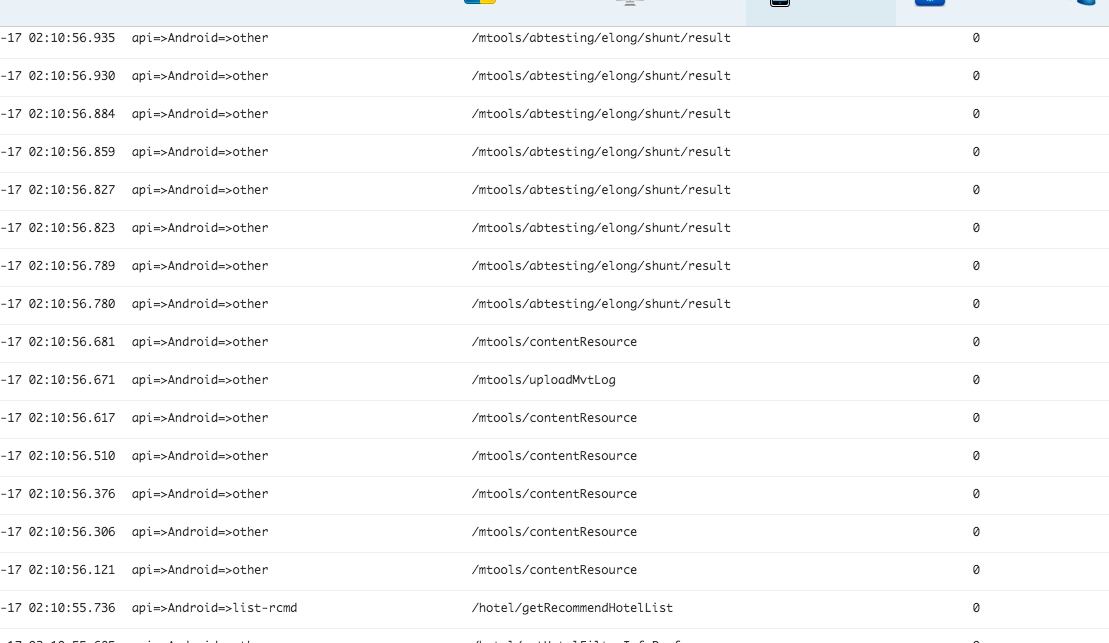 -17 02:10:56.935 api=>Android=>other /mtools/abtesting/elong/shunt/result 0
-17 02:10:56.930 api=>Android=>other /mtools/abtesting/elong/shunt/result 0
-17 02:10:56.884 api=>Android=>other /mtools/abtesting/elong/shunt/result 0
-17 02:10:56.859 api=>Android=>other /mtools/abtesting/elong/shunt/result 0
-17 02:10:56.827 api=>Android=>other /mtools/abtesting/elong/shunt/result 0
-17 02:10:56.823 api=>Android=>other /mtools/abtesting/elong/shunt/result 0
-17 02:10:56.789 api=>Android=>other /mtools/abtesting/elong/shunt/result 0
-17 02:10:56.780 api=>Android=>other /mtools/abtesting/elong/shunt/result 0
-17 02:10:56.681 api=>Android=>other /mtools/contentResource 0
-17 02:10:56.671 api=>Android=>other /mtools/uploadMvtLog 0
-17 02:10:56.617 api=>Android=>other /mtools/contentResource 0
-17 02:10:56.510 api=>Android=>other /mtools/contentResource 0
-17 02:10:56.376 api=>Android=>other /mtools/contentResource 0
-17 02:10:56.306 api=>Android=>other /mtools/contentResource 0
-17 02:10:56.121 api=>Android=>other /mtools/contentResource 0
-17 02:10:55.736 api=>Android=>list-rcmd /hotel/getRecommendHotelList 0